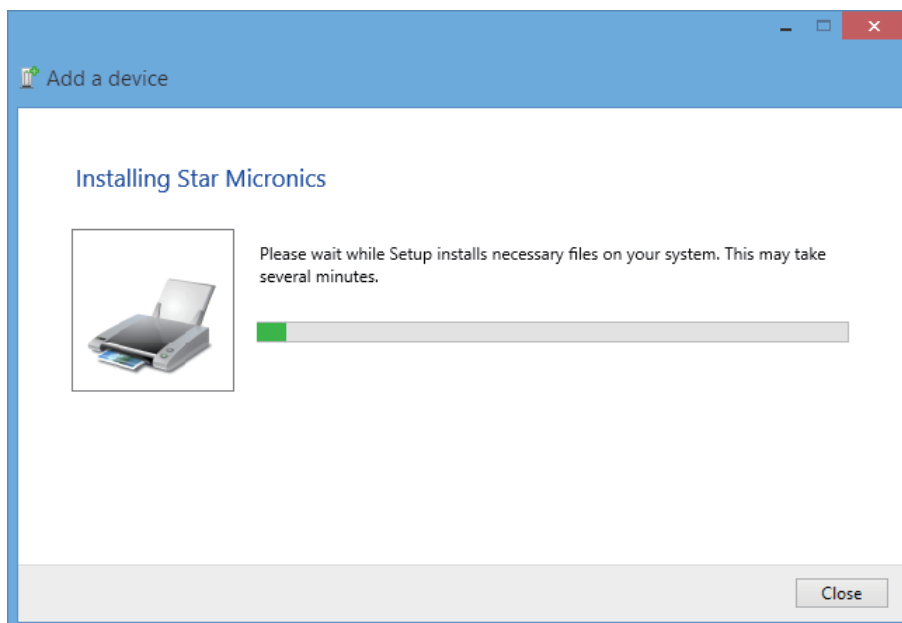 Add a device
Installing Star Micronics
Please wait while Setup installs necessary files on your system. This may take
several minutes.
Close